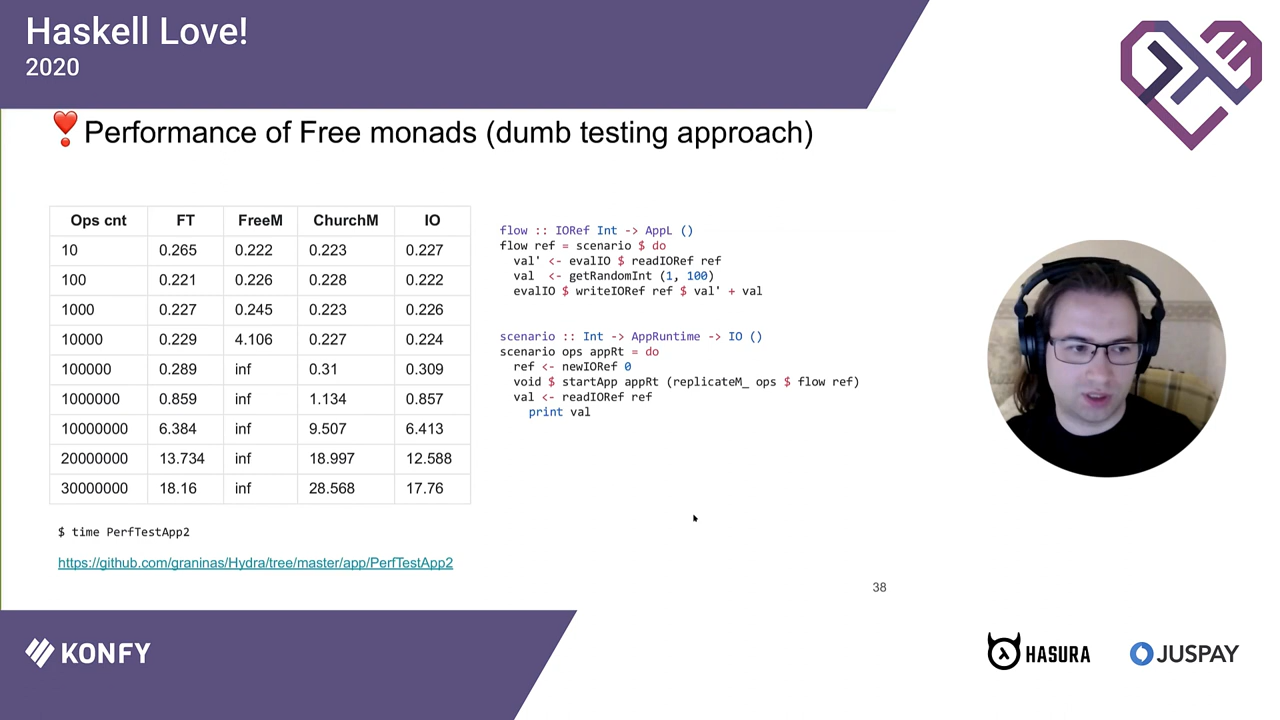 Haskell Love!
2020
Performance of Free monads (dumb testing approach)
Ops cnt FT FreeM ChurchM IO
10 0.265 0.222 0.223 0.227
100 0.221 0.226 0.228 0.222
1000 0.227 0.245 0.223 0.226
10000 0.229 4.106 0.227 0.224
100000 0.289 inf 0.31 0.309
1000000 0.859 inf 1.134 0.857
10000000 6.384 inf 9.507 6.413
20000000 13.734 inf 18.997 12.588
30000000 18.16 inf 28.568 17.76
$ time PerfTestApp2
https://github.com/graninas/Hydra/tree/master/app/PerfTestApp2
flow :: IORef Int -> AppL ()
flow ref = scenario $ do
val' <- evalIO $ readIORef ref
val <- getRandomInt (1, 100)
evalIO $ writeIORef ref $ val' + val
scenario :: Int -> AppRuntime -> IO ()
scenario ops appRt = do
ref <- newIORef 0
void $ startApp appRt (replicateM_ ops $ flow ref)
val <- readIORef ref
print val
38
KONFY
HASURA
JUSPAY